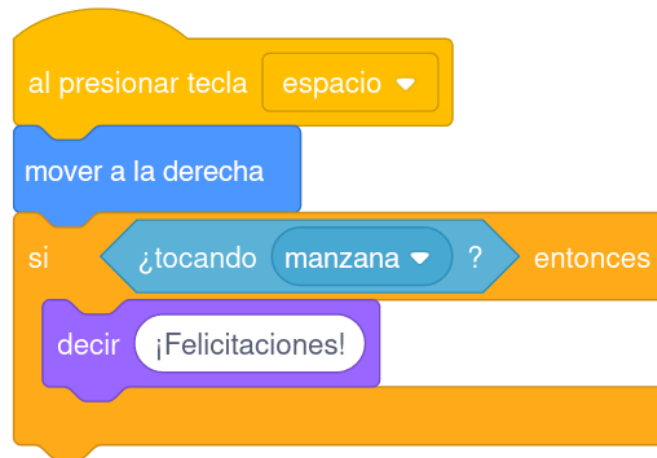 al presionar tecla espacio
mover a la derecha
si ¿tocando manzana ? entonces
decir ¡Felicitaciones!